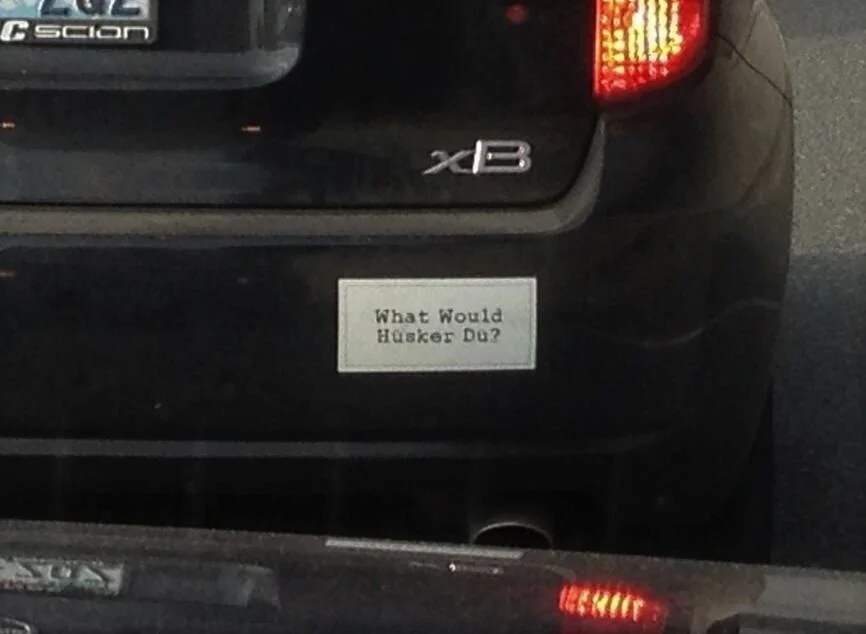 scion
xB
What Would
Hüsker Dü?